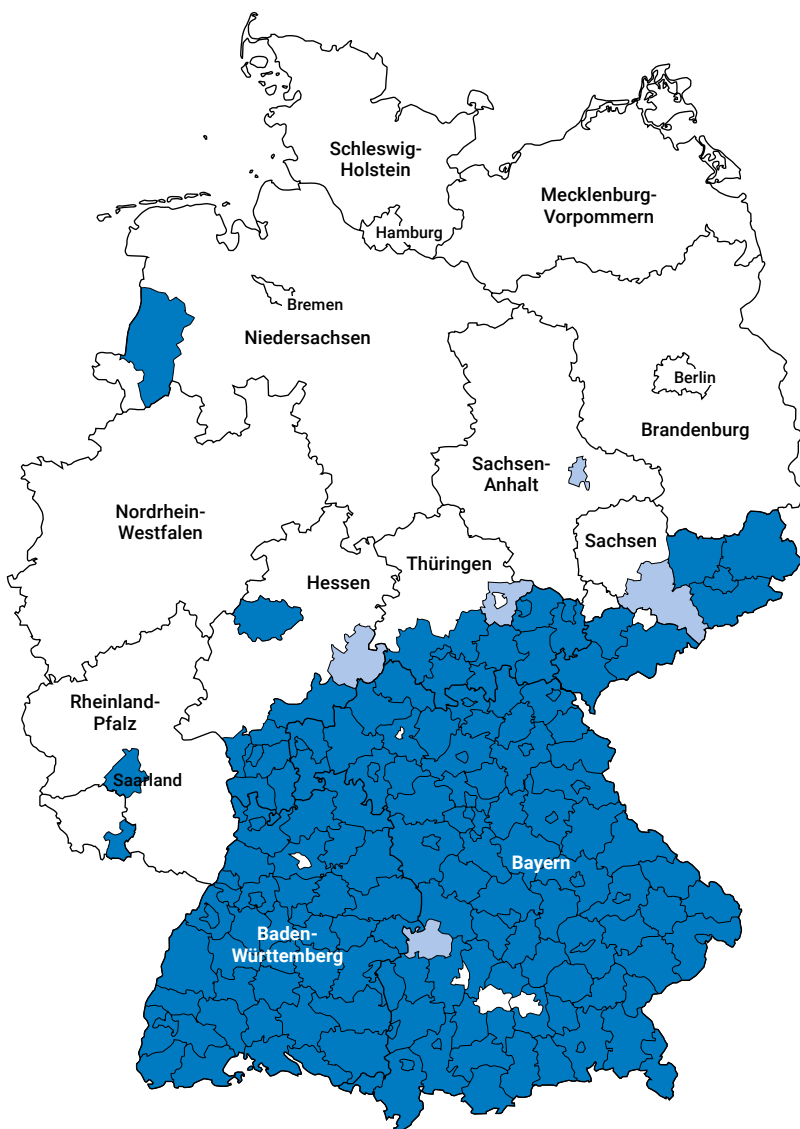 Schleswig-
Holstein
Mecklenburg-
Vorpommern
Hamburg
Bremen
Niedersachsen
Berlin
Brandenburg
Sachsen-
Anhalt
Nordrhein-
Westfalen
Sachsen
Thüringen
Hessen
Rheinland-
Pfalz
Saarland
Bayern
Baden-
Württemberg